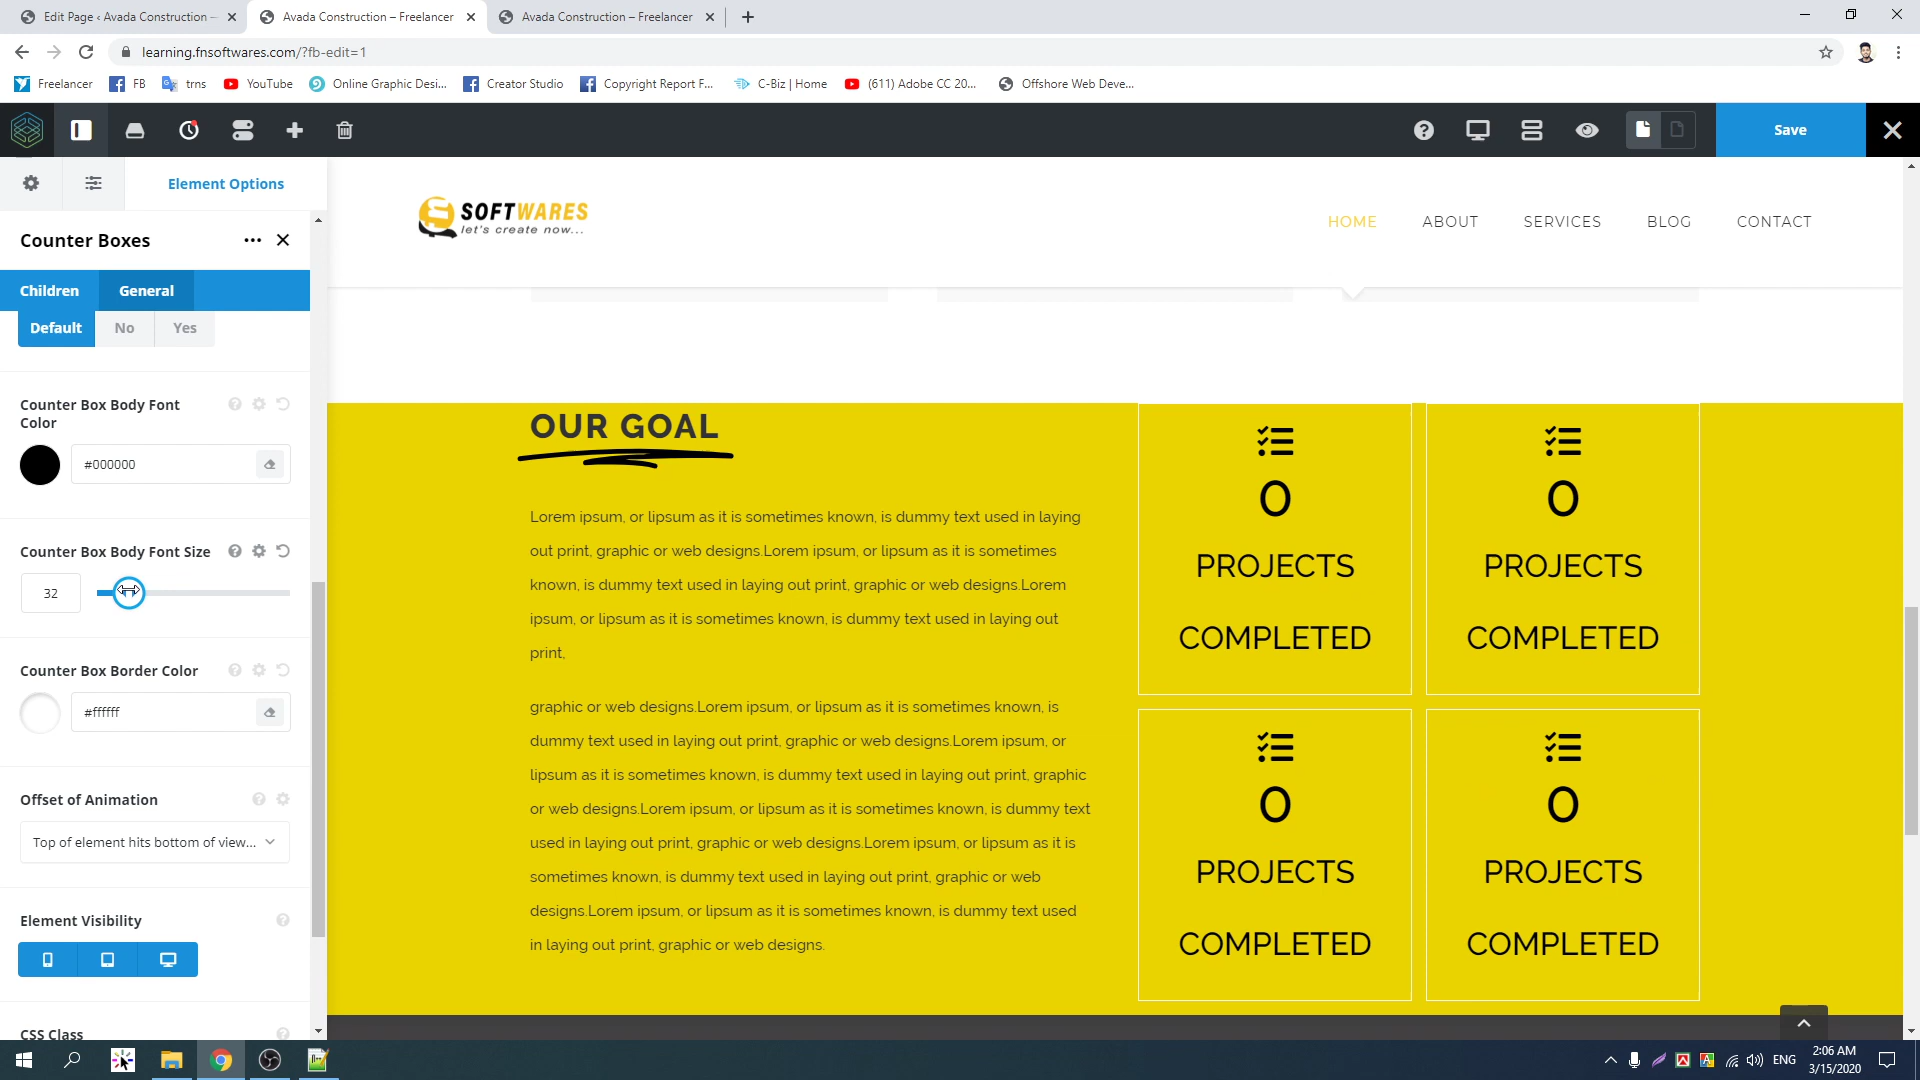 Edit Page ‹ Avada Construction –
Avada Construction – Freelancer
Avada Construction – Freelancer
learning.fnsoftwares.com/?fb-edit=1
Freelancer
FB
trns
YouTube
Online Graphic Desi...
Creator Studio
Copyright Report F...
C-Biz | Home
(611) Adobe CC 20...
Offshore Web Deve...
Save
Element Options
Counter Boxes
Children
General
Default
No
Yes
Counter Box Body Font
Color
#000000
Counter Box Body Font Size
32
Counter Box Border Color
#ffffff
Offset of Animation
Top of element hits bottom of view...
Element Visibility
CSS Class
SOFTWARES
let's create now...
HOME
ABOUT
SERVICES
BLOG
CONTACT
OUR GOAL
Lorem ipsum, or lipsum as it is sometimes known, is dummy text used in laying
out print, graphic or web designs.Lorem ipsum, or lipsum as it is sometimes
known, is dummy text used in laying out print, graphic or web designs.Lorem
ipsum, or lipsum as it is sometimes known, is dummy text used in laying out
print,
graphic or web designs.Lorem ipsum, or lipsum as it is sometimes known, is
dummy text used in laying out print, graphic or web designs.Lorem ipsum, or
lipsum as it is sometimes known, is dummy text used in laying out print, graphic
or web designs.Lorem ipsum, or lipsum as it is sometimes known, is dummy text
used in laying out print, graphic or web designs.Lorem ipsum, or lipsum as it is
sometimes known, is dummy text used in laying out print, graphic or web
designs.Lorem ipsum, or lipsum as it is sometimes known, is dummy text used
in laying out print, graphic or web designs.
0
PROJECTS
COMPLETED
0
PROJECTS
COMPLETED
0
PROJECTS
COMPLETED
0
PROJECTS
COMPLETED
ENG
2:06 AM
3/15/2020